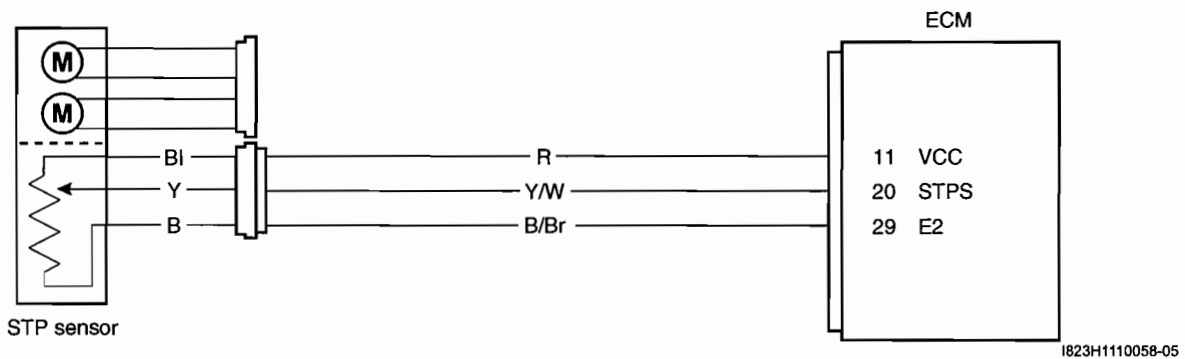 ECM
M
M
Bl R 11 VCC
Y Y/W 20 STPS
B B/Br 29 E2
STP sensor
I823H1110058-05